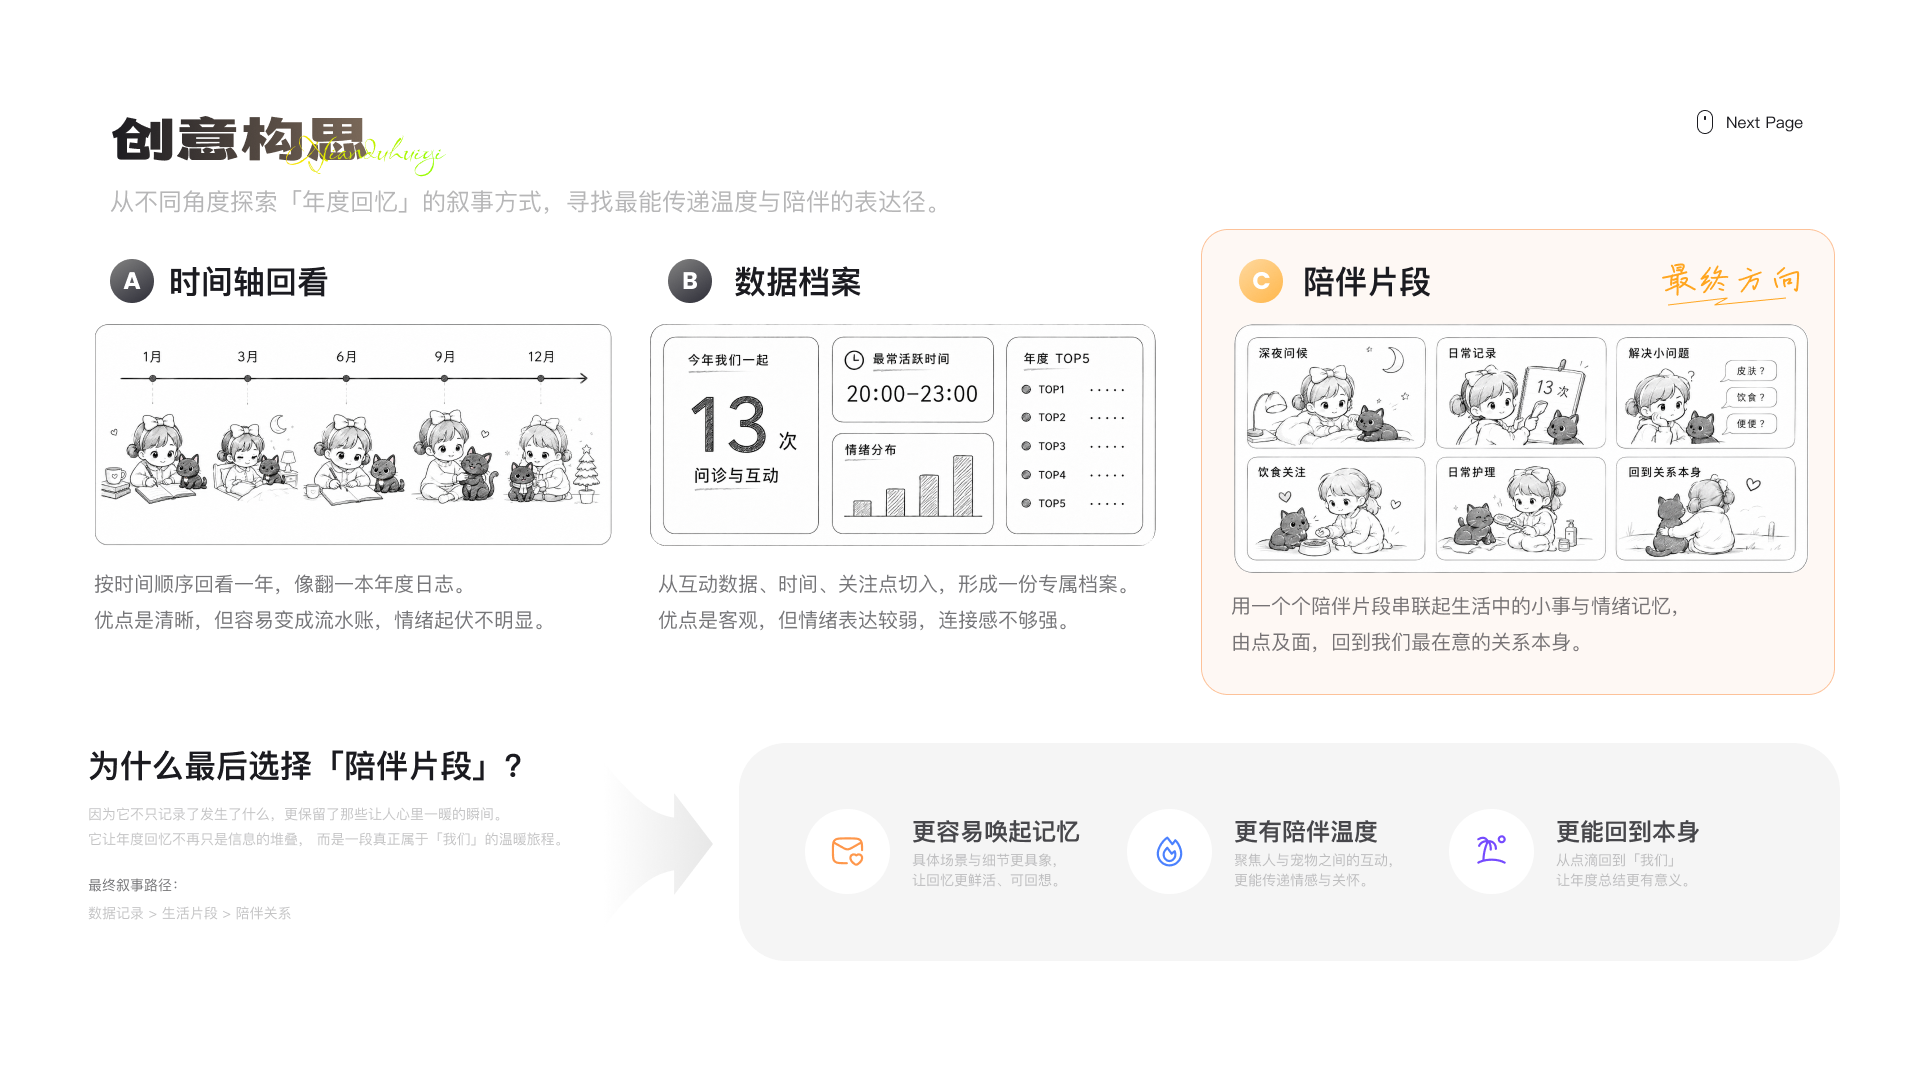 创意构思
Nianduhuiyi
Next Page
从不同角度探索「年度回忆」的叙事方式，寻找最能传递温度与陪伴的表达径。
A 时间轴回看
1月 3月 6月 9月 12月
按时间顺序回看一年，像翻一本年度日志。
优点是清晰，但容易变成流水账，情绪起伏不明显。
B 数据档案
今年我们一起
13 次
问诊与互动
最常活跃时间
20:00–23:00
情绪分布
年度 TOP5
TOP1 ·····
TOP2 ·····
TOP3 ·····
TOP4 ·····
TOP5 ·····
从互动数据、时间、关注点切入，形成一份专属档案。
优点是客观，但情绪表达较弱，连接感不够强。
C 陪伴片段
最终方向
深夜问候
日常记录
13 次
解决小问题
皮肤？
饮食？
便便？
饮食关注
日常护理
回到关系本身
用一个个陪伴片段串联起生活中的小事与情绪记忆，
由点及面，回到我们最在意的关系本身。
为什么最后选择「陪伴片段」?
因为它不只记录了发生了什么，更保留了那些让人心里一暖的瞬间。
它让年度回忆不再只是信息的堆叠， 而是一段真正属于「我们」的温暖旅程。
最终叙事路径：
数据记录 > 生活片段 > 陪伴关系
更容易唤起记忆
具体场景与细节更具象，
让回忆更鲜活、可回想。
更有陪伴温度
聚焦人与宠物之间的互动，
更能传递情感与关怀。
更能回到本身
从点滴回到「我们」
让年度总结更有意义。